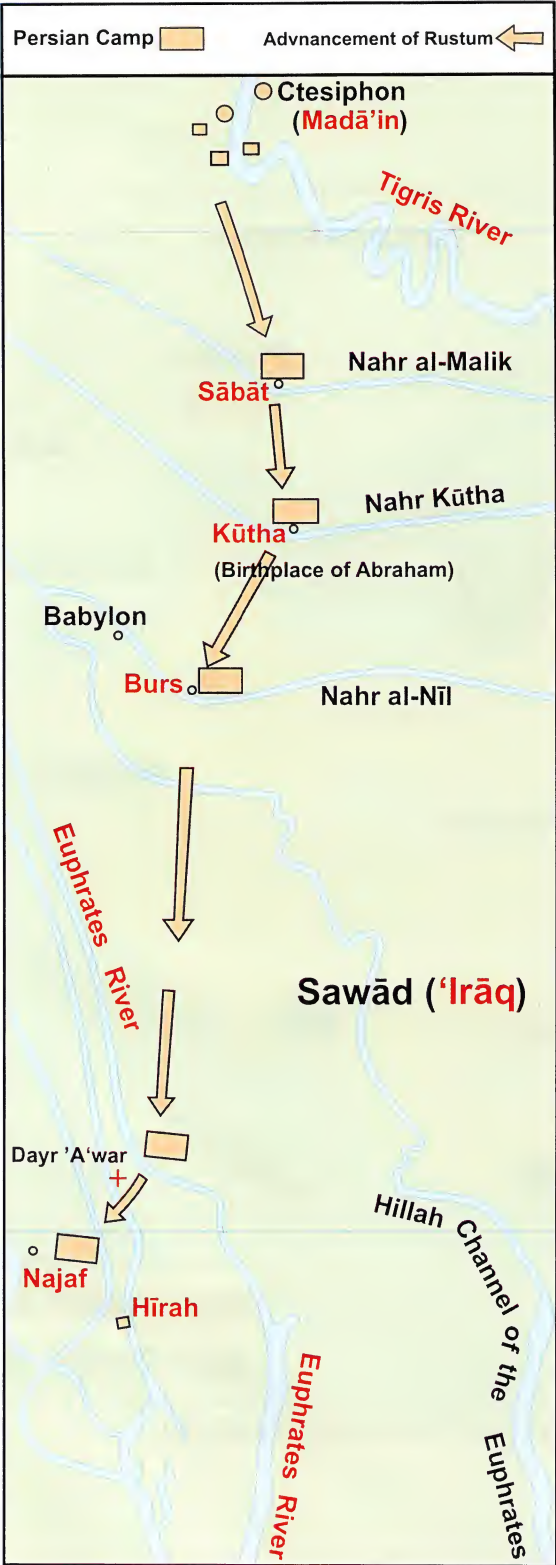 Persian Camp
Advnancement of Rustum
Ctesiphon
(Madā’in)
Tigris River
Nahr al-Malik
Sābāt
Nahr Kūtha
Kūtha
(Birthplace of Abraham)
Babylon
Burs
Nahr al-Nīl
Euphrates River
Sawād (‘Irāq)
Dayr ’A‘war
Hillah Channel of the Euphrates
Najaf
Hīrah
Euphrates River